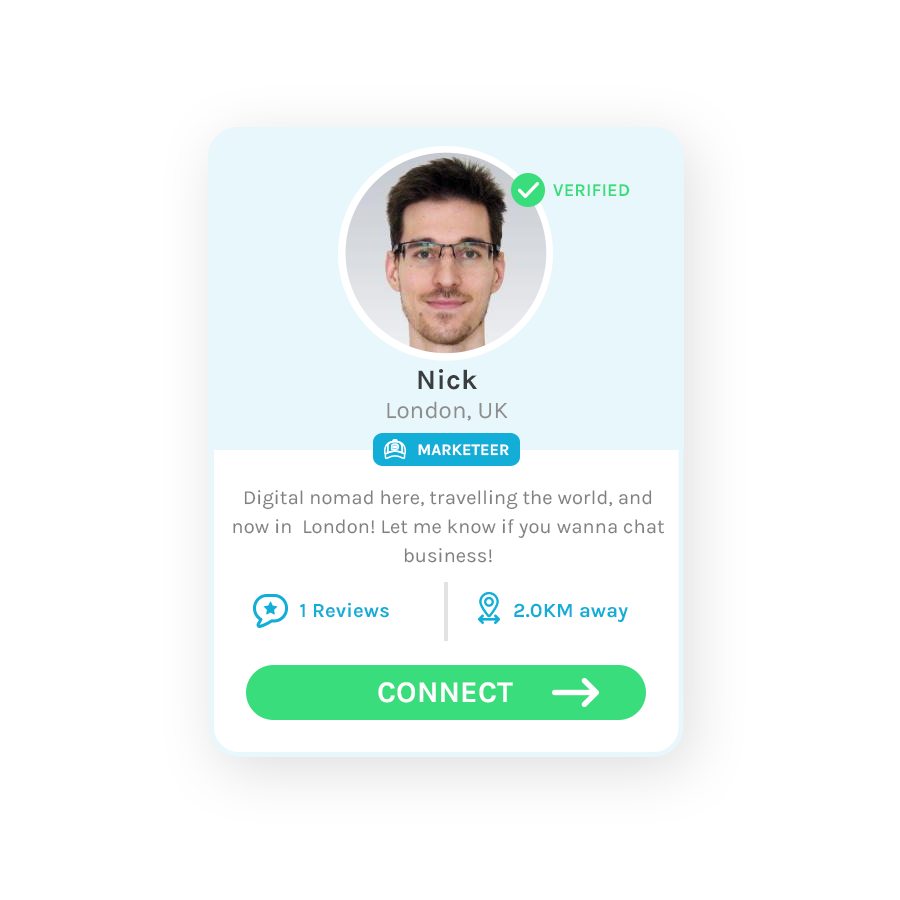 VERIFIED
Nick
London, UK
MARKETEER
Digital nomad here, travelling the world, and
now in  London! Let me know if you wanna chat
business!
1 Reviews
2.0KM away
CONNECT